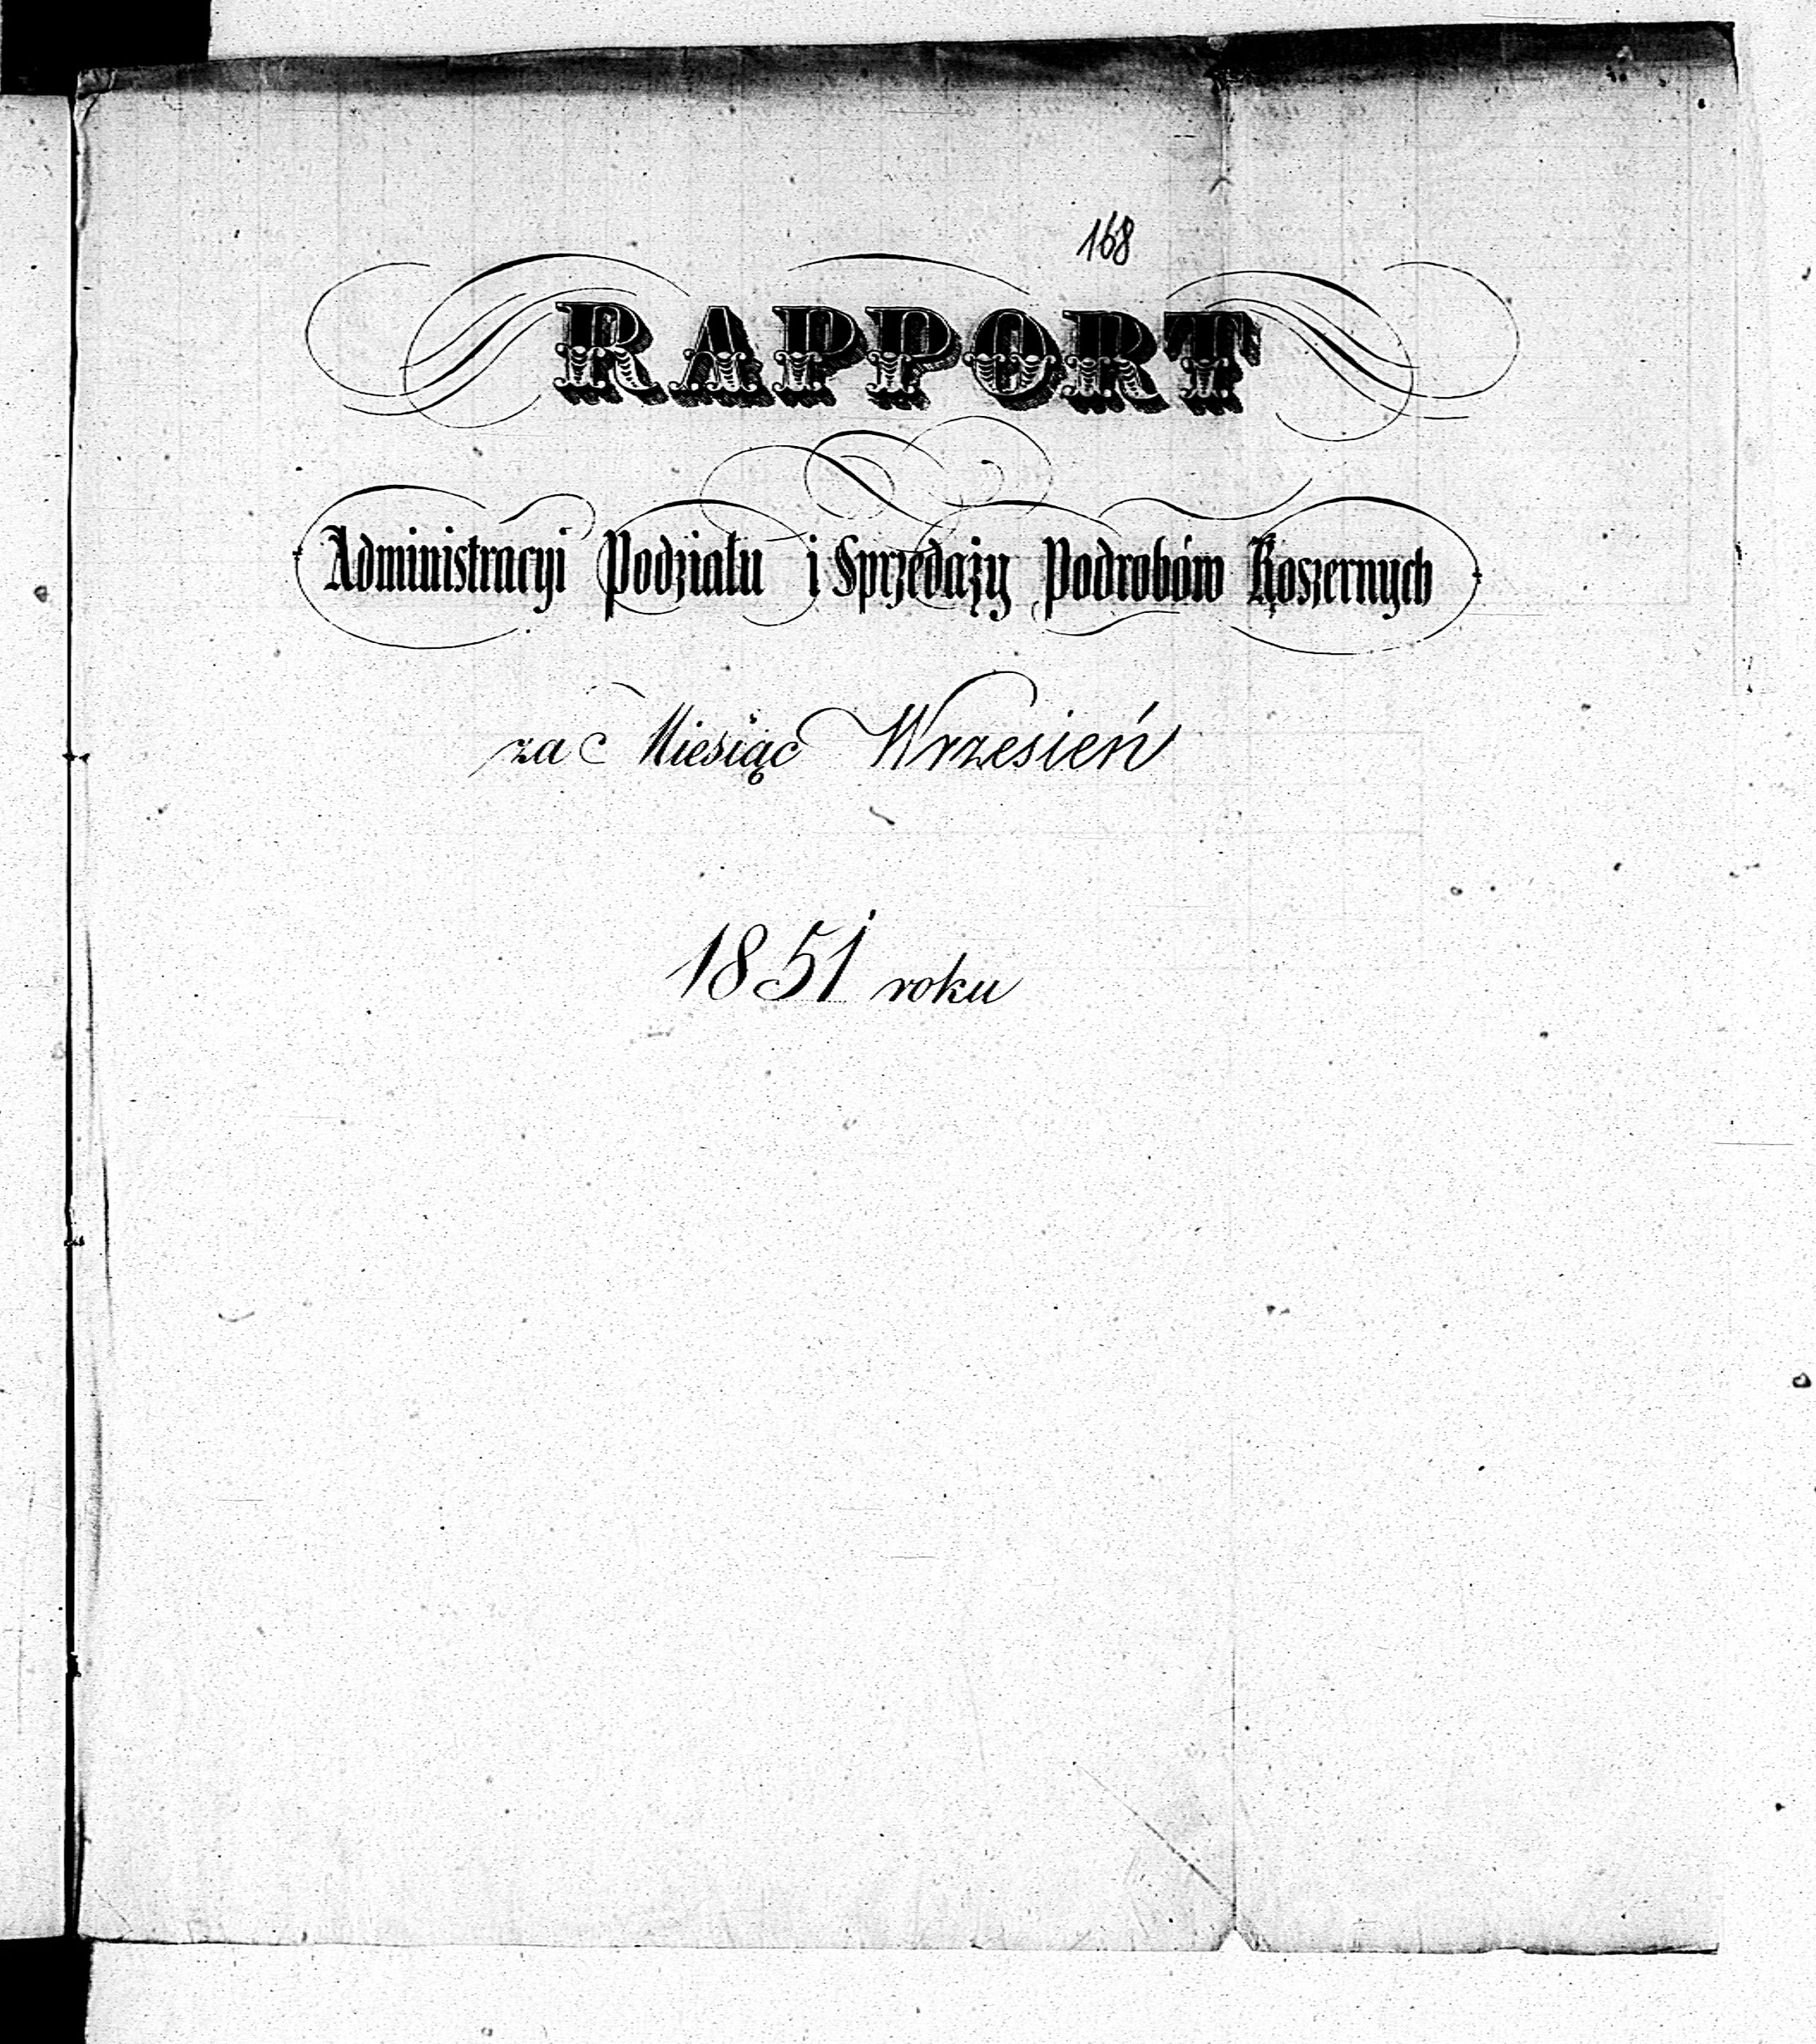 168
RAPPORT
Administracyi Podziału i Sprzedaży Podrobów Koszernych
za Miesiąc Wrzesień
1851 roku